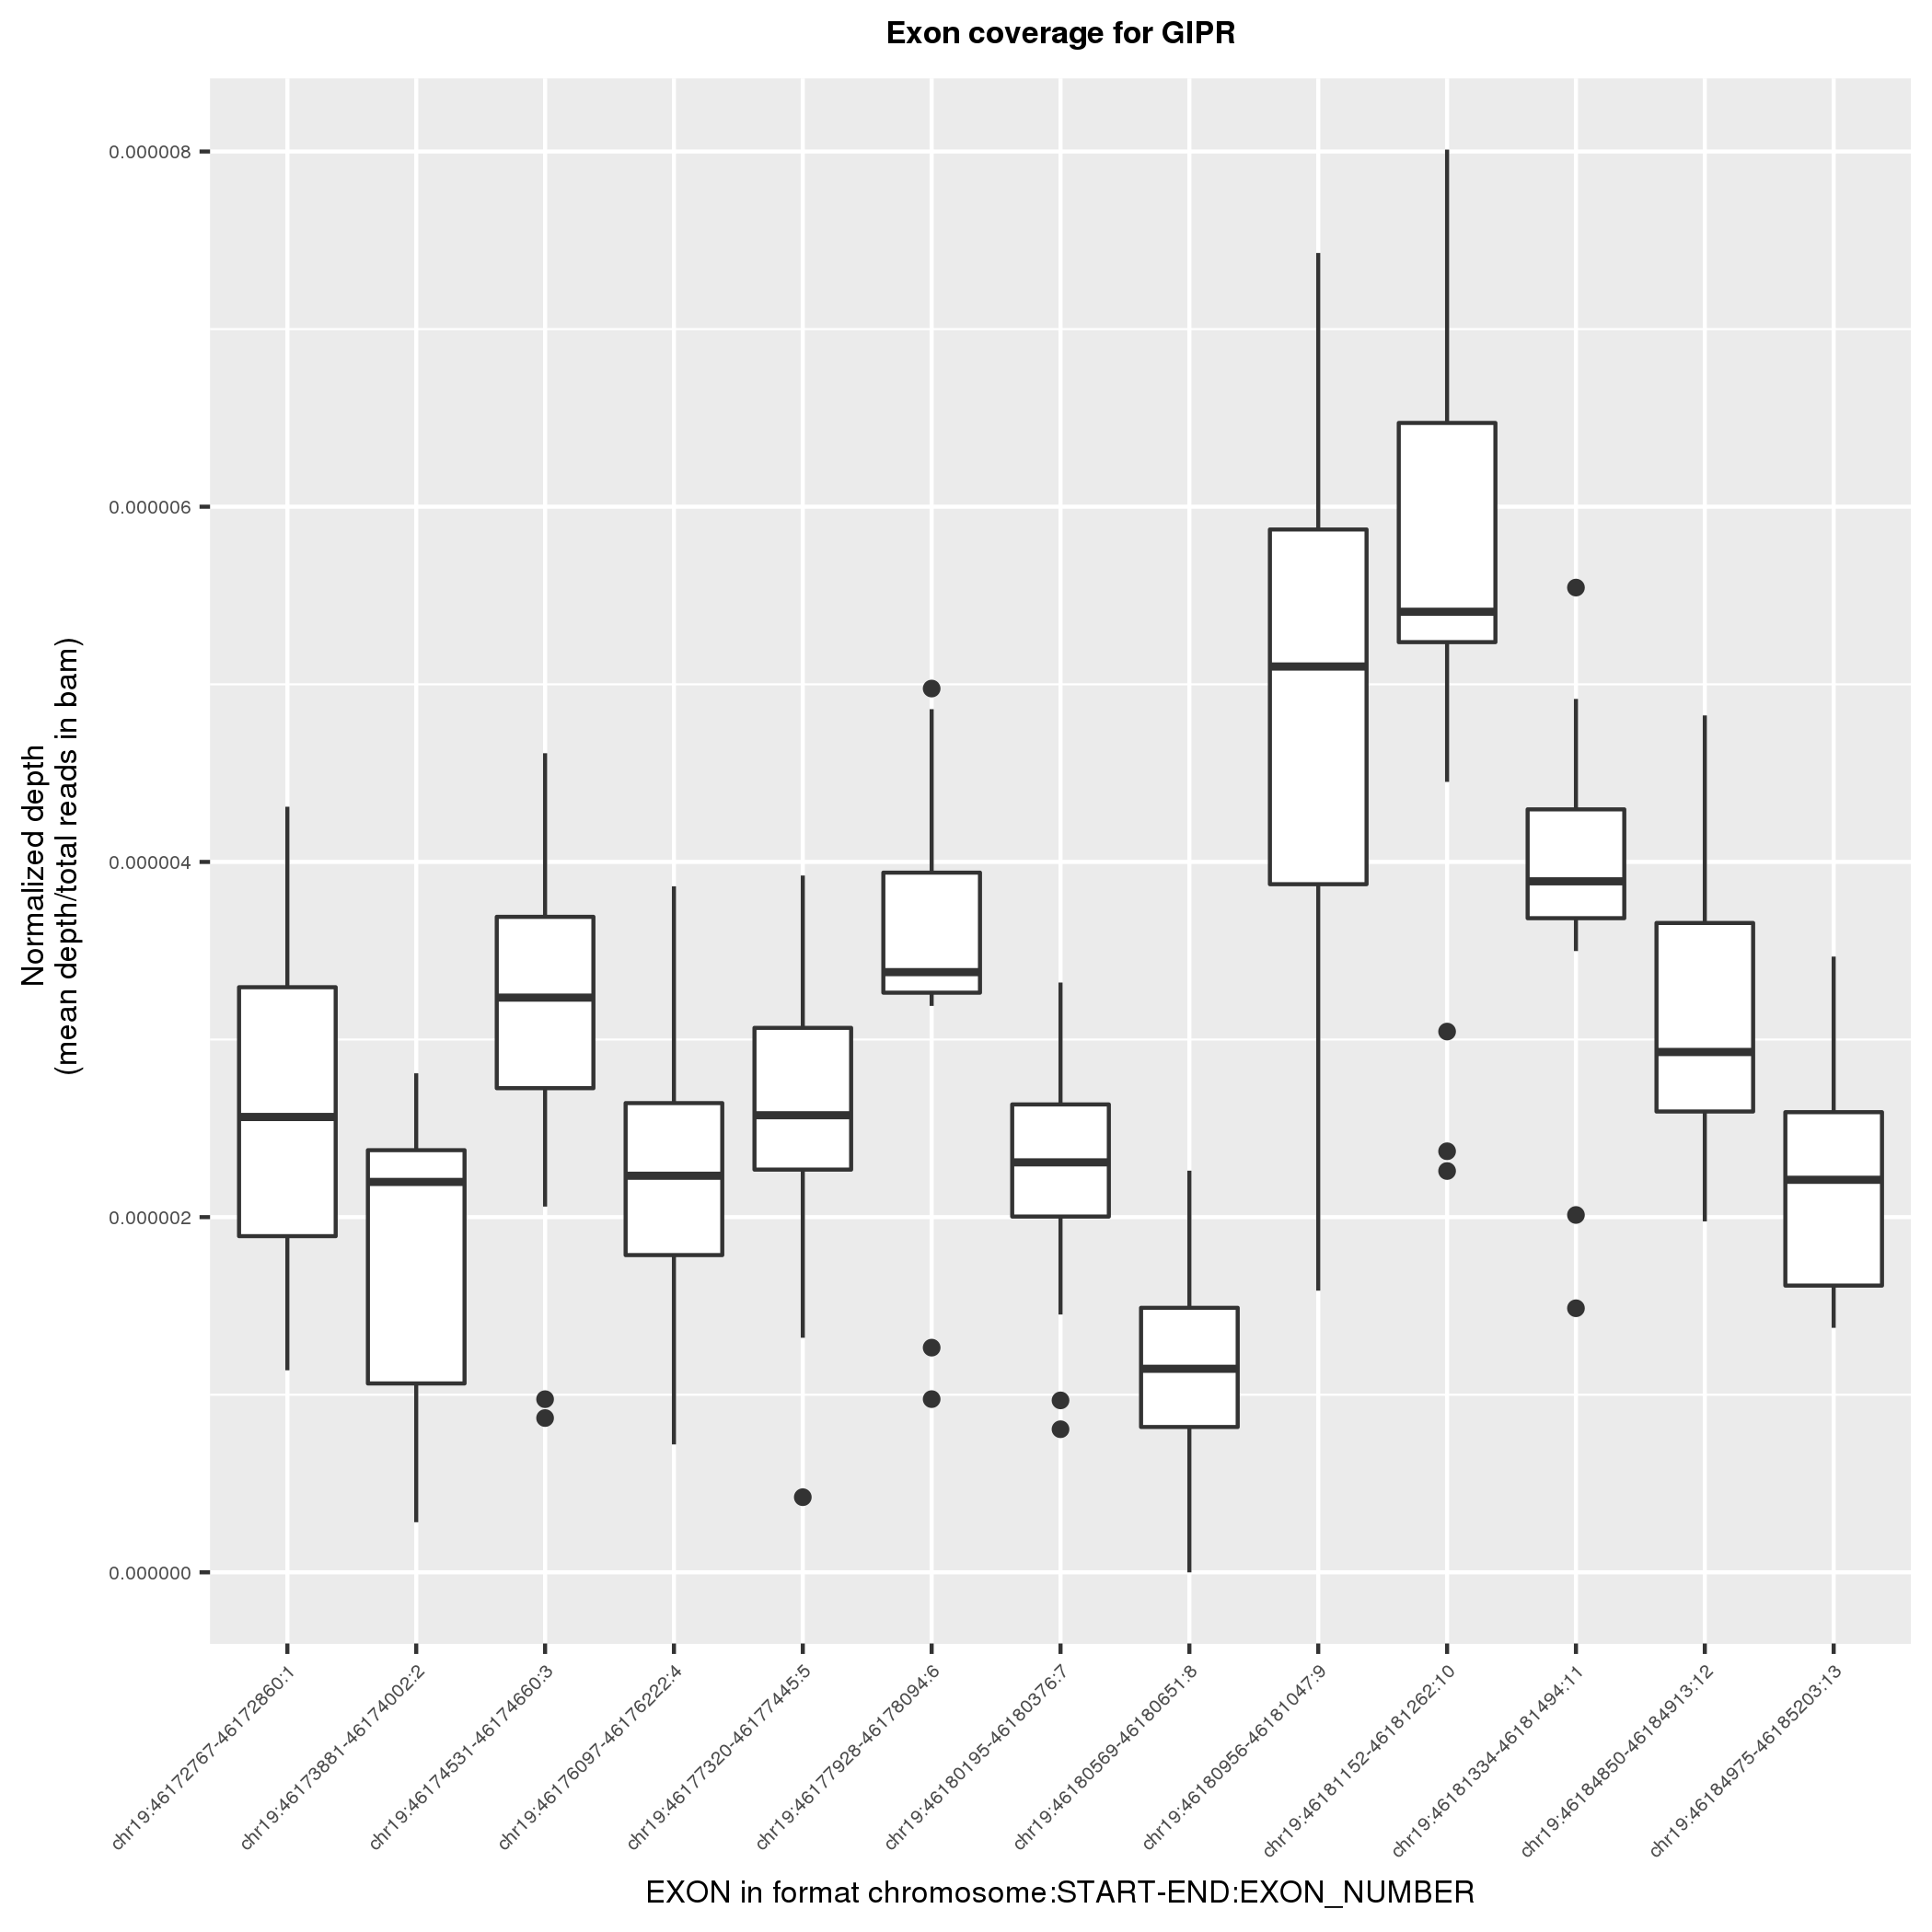 Exon coverage for GIPR
0.000008
0.000006
0.000004
0.000002
0.000000
Normalized depth
(mean depth/total reads in bam)
chr19:46172767-46172860:1
chr19:46173881-46174002:2
chr19:46174531-46174660:3
chr19:46176097-46176222:4
chr19:46177320-46177445:5
chr19:46177928-46178094:6
chr19:46180195-46180376:7
chr19:46180569-46180651:8
chr19:46180956-46181047:9
chr19:46181152-46181262:10
chr19:46181334-46181494:11
chr19:46184850-46184913:12
chr19:46184975-46185203:13
EXON in format chromosome:START-END:EXON_NUMBER